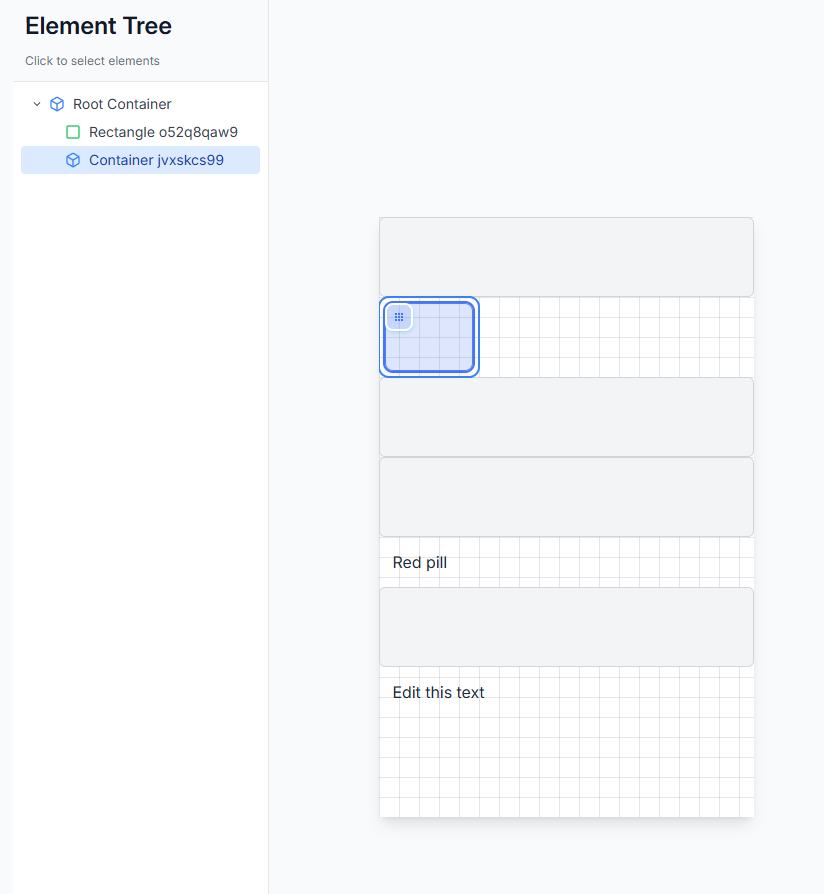 Element Tree
Click to select elements
Root Container
Rectangle o52q8qaw9
Container jvxskcs99
Red pill
Edit this text